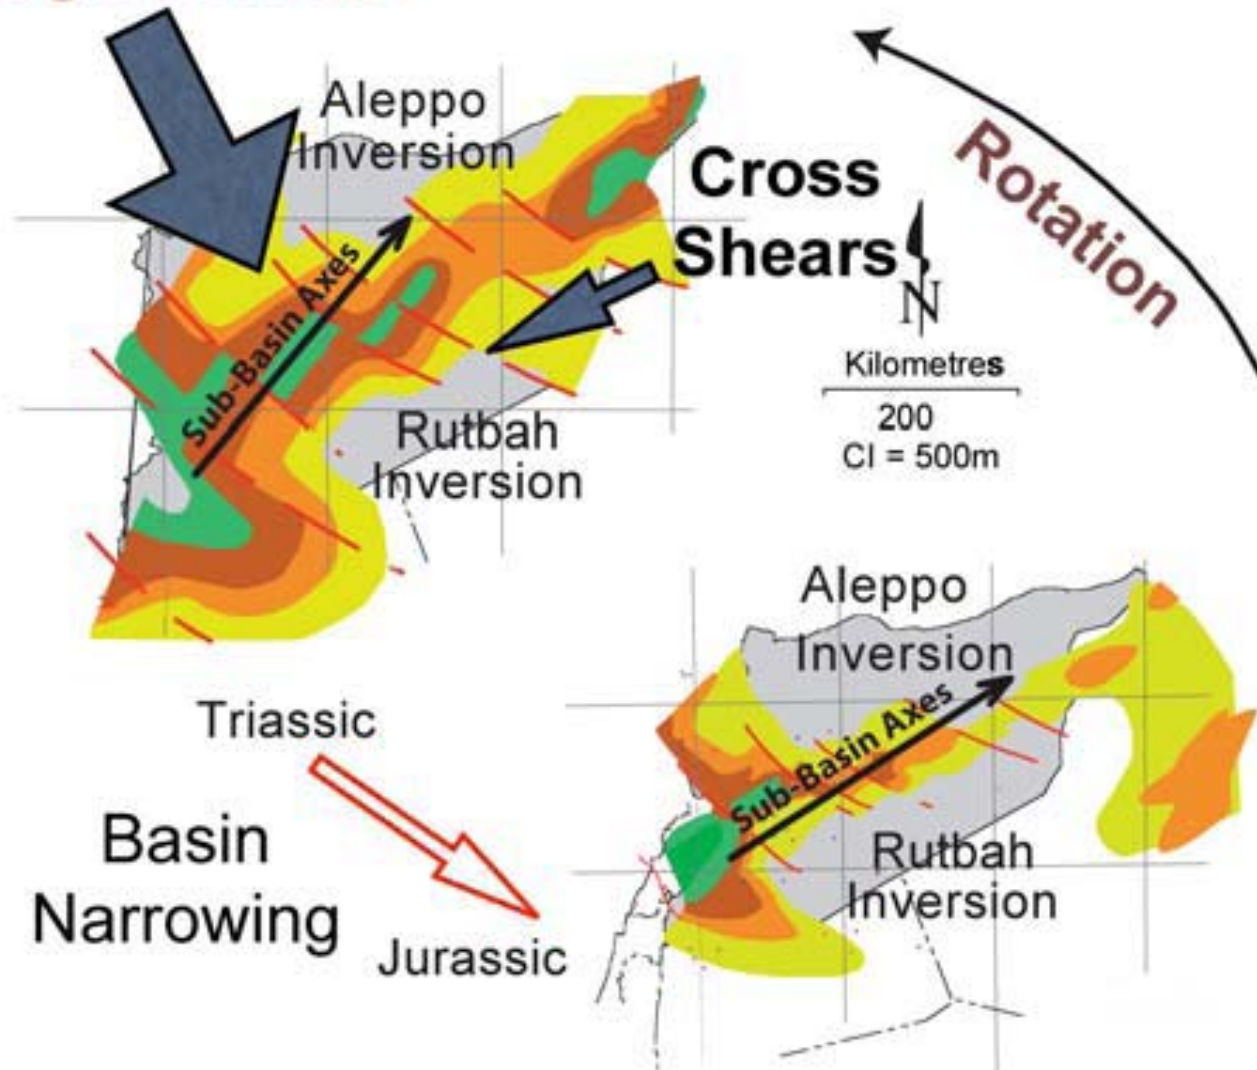 Aleppo
Inversion
Cross
Shears
Rotation
N
Sub-Basin Axes
Kilometres
200
CI = 500m
Rutbah
Inversion
Aleppo
Inversion
Triassic
Sub-Basin Axes
Basin
Narrowing
Rutbah
Inversion
Jurassic